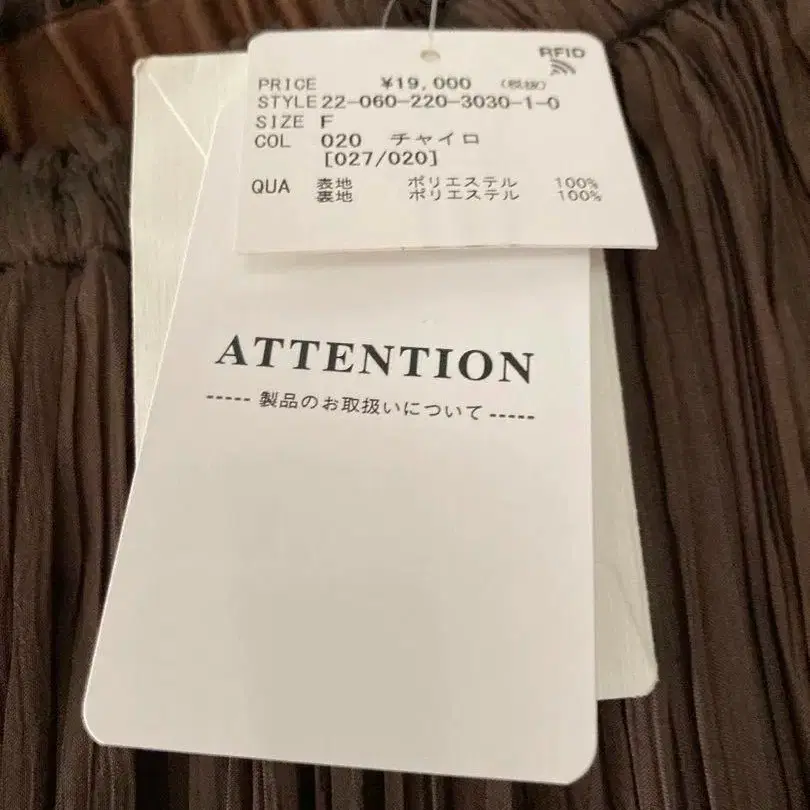 RFID
PRICE ¥19,000 (税抜)
STYLE 22-060-220-3030-1-0
SIZE F
COL 020 チャイロ
[027/020]
QUA 表地 ポリエステル 100%
裏地 ポリエステル 100%
ATTENTION
----- 製品のお取扱いについて -----